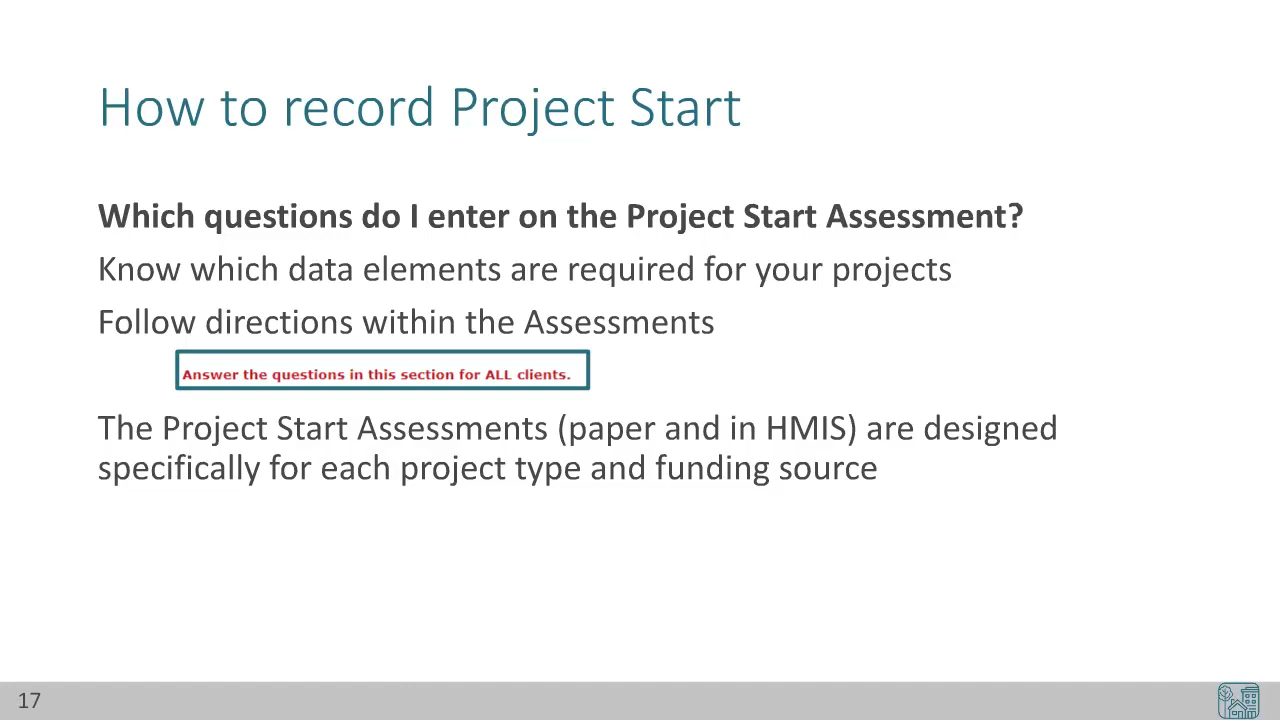 How to record Project Start
Which questions do I enter on the Project Start Assessment?
Know which data elements are required for your projects
Follow directions within the Assessments
Answer the questions in this section for ALL clients.
The Project Start Assessments (paper and in HMIS) are designed
specifically for each project type and funding source
17